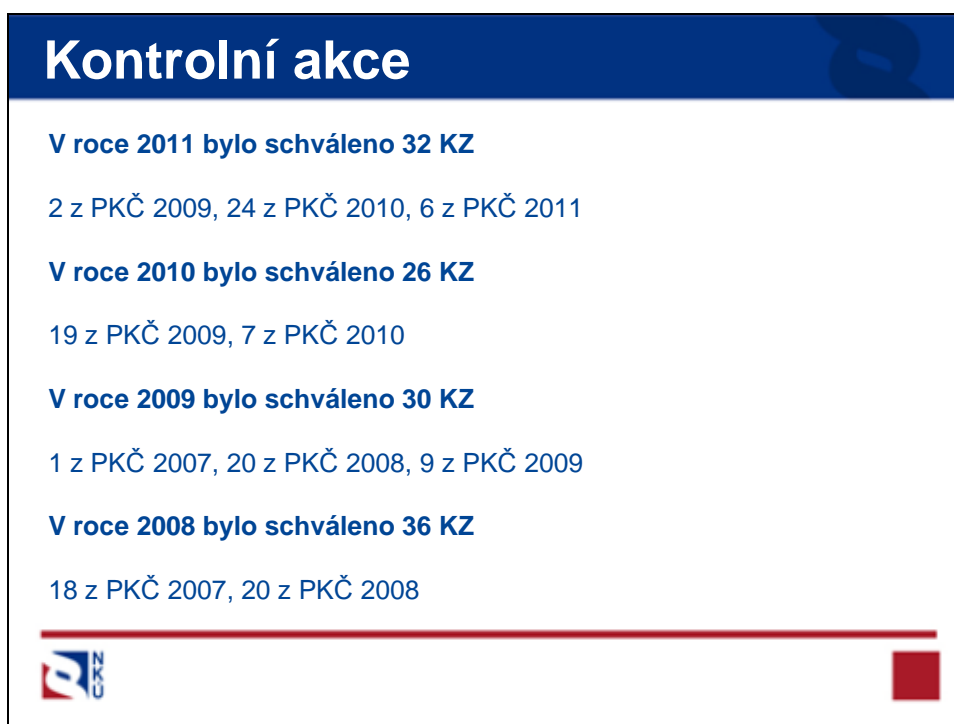 Kontrolní akce
V roce 2011 bylo schváleno 32 KZ
2 z PKČ 2009, 24 z PKČ 2010, 6 z PKČ 2011
V roce 2010 bylo schváleno 26 KZ
19 z PKČ 2009, 7 z PKČ 2010
V roce 2009 bylo schváleno 30 KZ
1 z PKČ 2007, 20 z PKČ 2008, 9 z PKČ 2009
V roce 2008 bylo schváleno 36 KZ
18 z PKČ 2007, 20 z PKČ 2008
NKÚ